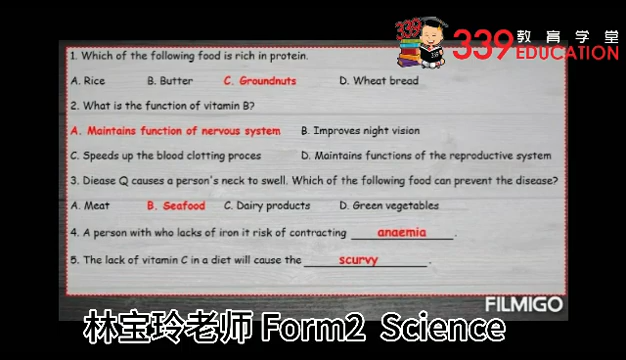 339 教育学堂
339 EDUCATION
1. Which of the following food is rich in protein.
A. Rice B. Butter C. Groundnuts D. Wheat bread
2. What is the function of vitamin B?
A. Maintains function of nervous system B. Improves night vision
C. Speeds up the blood clotting proces D. Maintains functions of the reproductive system
3. Diease Q causes a person's neck to swell. Which of the following food can prevent the disease?
A. Meat B. Seafood C. Dairy products D. Green vegetables
4. A person with who lacks of iron it risk of contracting anaemia.
5. The lack of vitamin C in a diet will cause the scurvy.
FILMIGO
林宝玲老师 Form2 Science